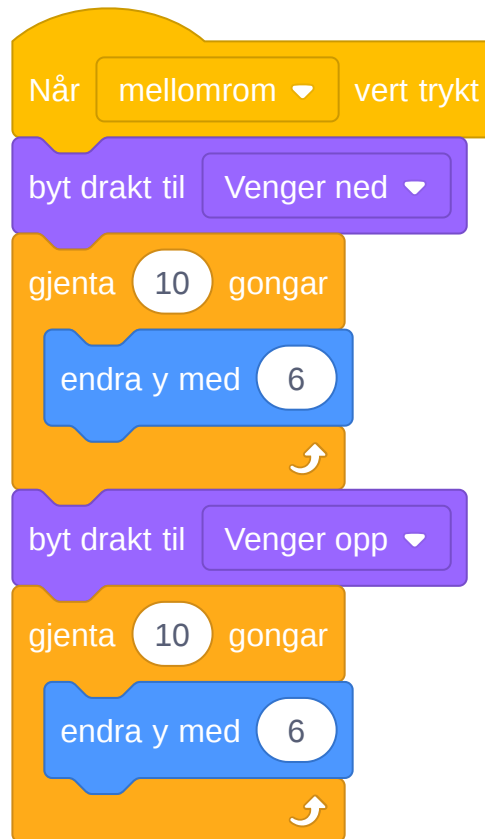 Når mellomrom vert trykt
byt drakt til Venger ned
gjenta 10 gongar
endra y med 6
byt drakt til Venger opp
gjenta 10 gongar
endra y med 6